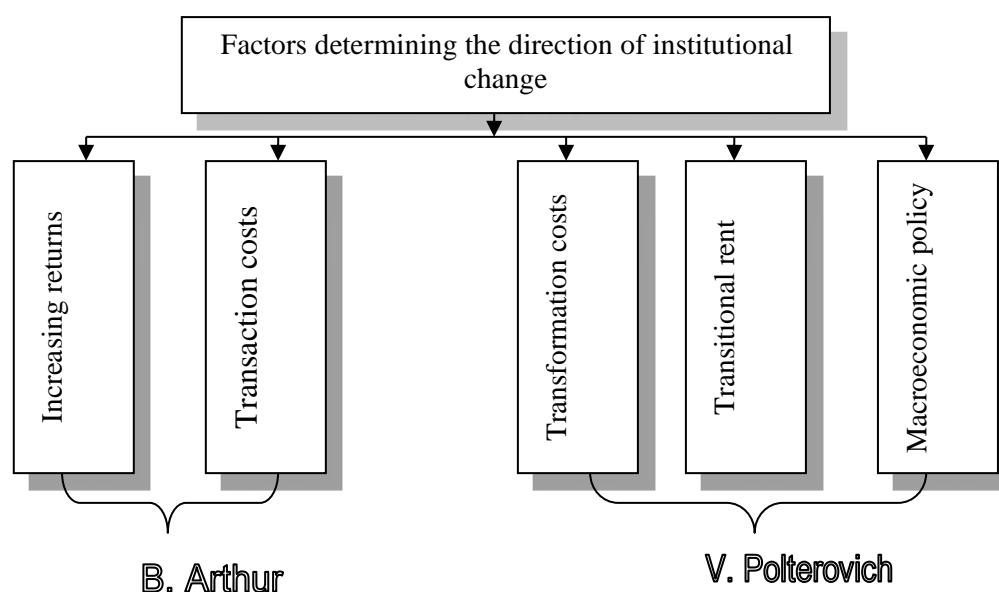 Factors determining the direction of institutional
change
Increasing returns
Transaction costs
Transformation costs
Transitional rent
Macroeconomic policy
B. Arthur
V. Polterovich